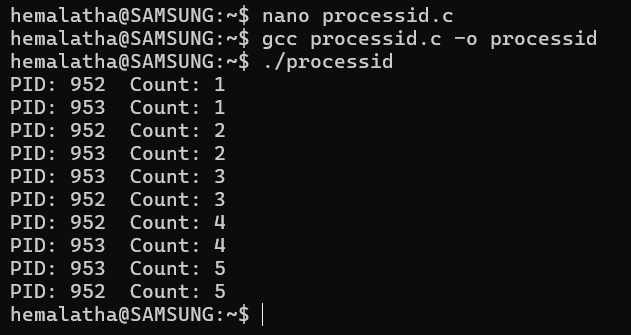 hemalatha@SAMSUNG:~$ nano processid.c
hemalatha@SAMSUNG:~$ gcc processid.c -o processid
hemalatha@SAMSUNG:~$ ./processid
PID: 952  Count: 1
PID: 953  Count: 1
PID: 952  Count: 2
PID: 953  Count: 2
PID: 953  Count: 3
PID: 952  Count: 3
PID: 952  Count: 4
PID: 953  Count: 4
PID: 953  Count: 5
PID: 952  Count: 5
hemalatha@SAMSUNG:~$